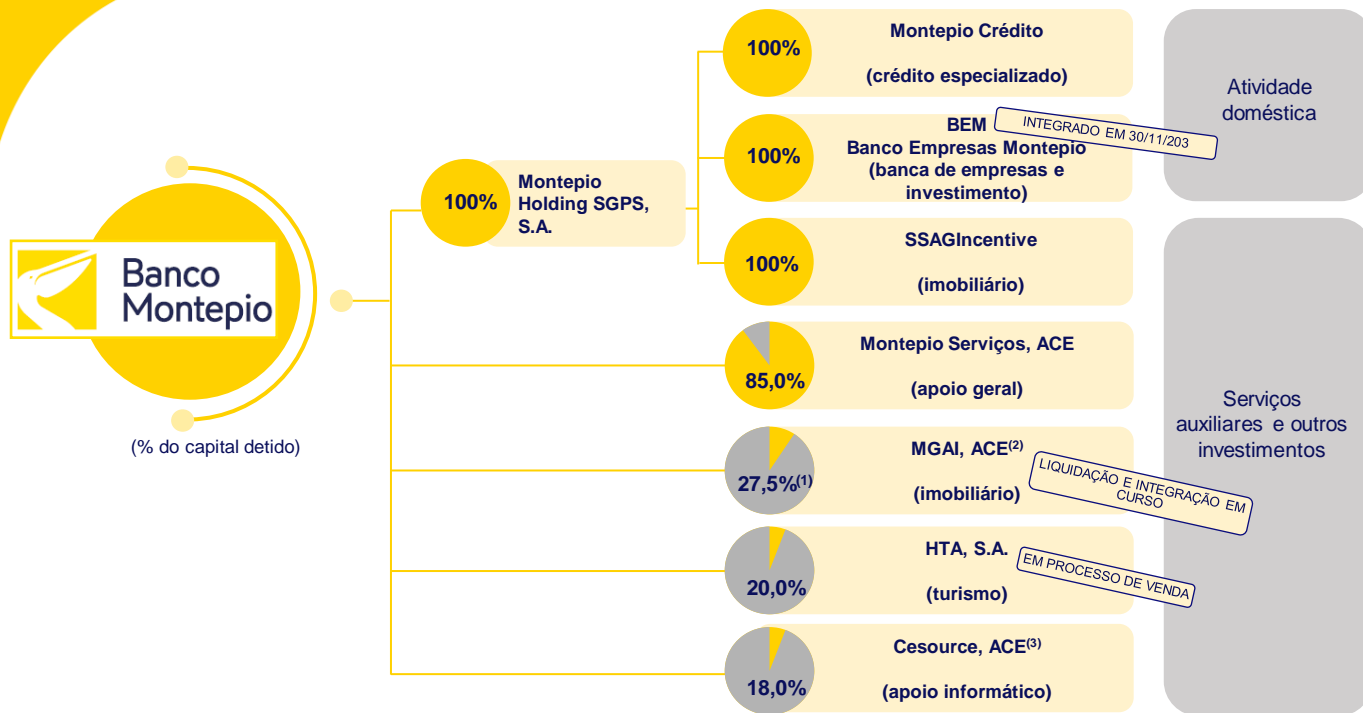 Banco
Montepio
(% do capital detido)
100%
Montepio
Holding SGPS,
S.A.
100%
Montepio Crédito
(crédito especializado)
100%
BEM
Banco Empresas Montepio
(banca de empresas e
investimento)
INTEGRADO EM 30/11/203
100%
SSAGIncentive
(imobiliário)
85,0%
Montepio Serviços, ACE
(apoio geral)
27,5%(1)
MGAI, ACE(2)
(imobiliário)
LIQUIDAÇÃO E INTEGRAÇÃO EM
CURSO
20,0%
HTA, S.A.
(turismo)
EM PROCESSO DE VENDA
18,0%
Cesource, ACE(3)
(apoio informático)
Atividade
doméstica
Serviços
auxiliares e outros
investimentos